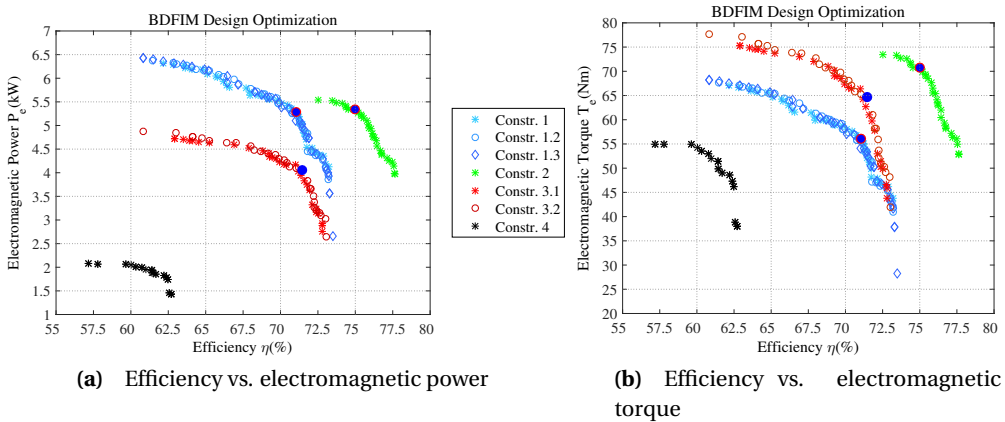 BDFIM Design Optimization
Electromagnetic Power P_e(kW)
7
6.5
6
5.5
5
4.5
4
3.5
3
2.5
2
1.5
1
55 57.5 60 62.5 65 67.5 70 72.5 75 77.5 80
Efficiency η(%)
(a) Efficiency vs. electromagnetic power
Constr. 1
Constr. 1.2
Constr. 1.3
Constr. 2
Constr. 3.1
Constr. 3.2
Constr. 4
BDFIM Design Optimization
Electromagnetic Torque T_e(Nm)
80
75
70
65
60
55
50
45
40
35
30
25
20
55 57.5 60 62.5 65 67.5 70 72.5 75 77.5 80
Efficiency η(%)
(b) Efficiency vs. electromagnetic
torque